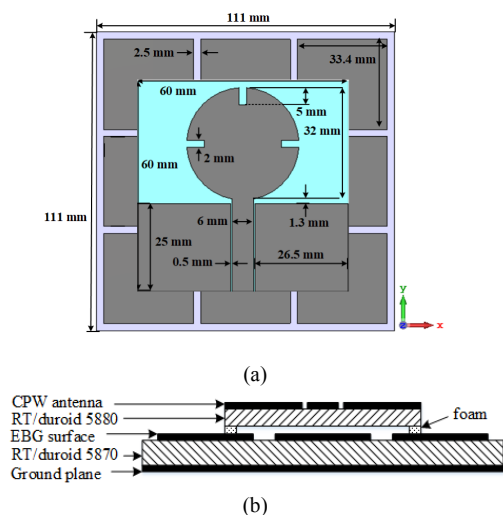 111 mm
2.5 mm
60 mm
33.4 mm
5 mm
32 mm
2 mm
60 mm
111 mm
6 mm
1.3 mm
25 mm
0.5 mm
26.5 mm
y
z
x
(a)
CPW antenna
RT/duroid 5880
foam
EBG surface
RT/duroid 5870
Ground plane
(b)